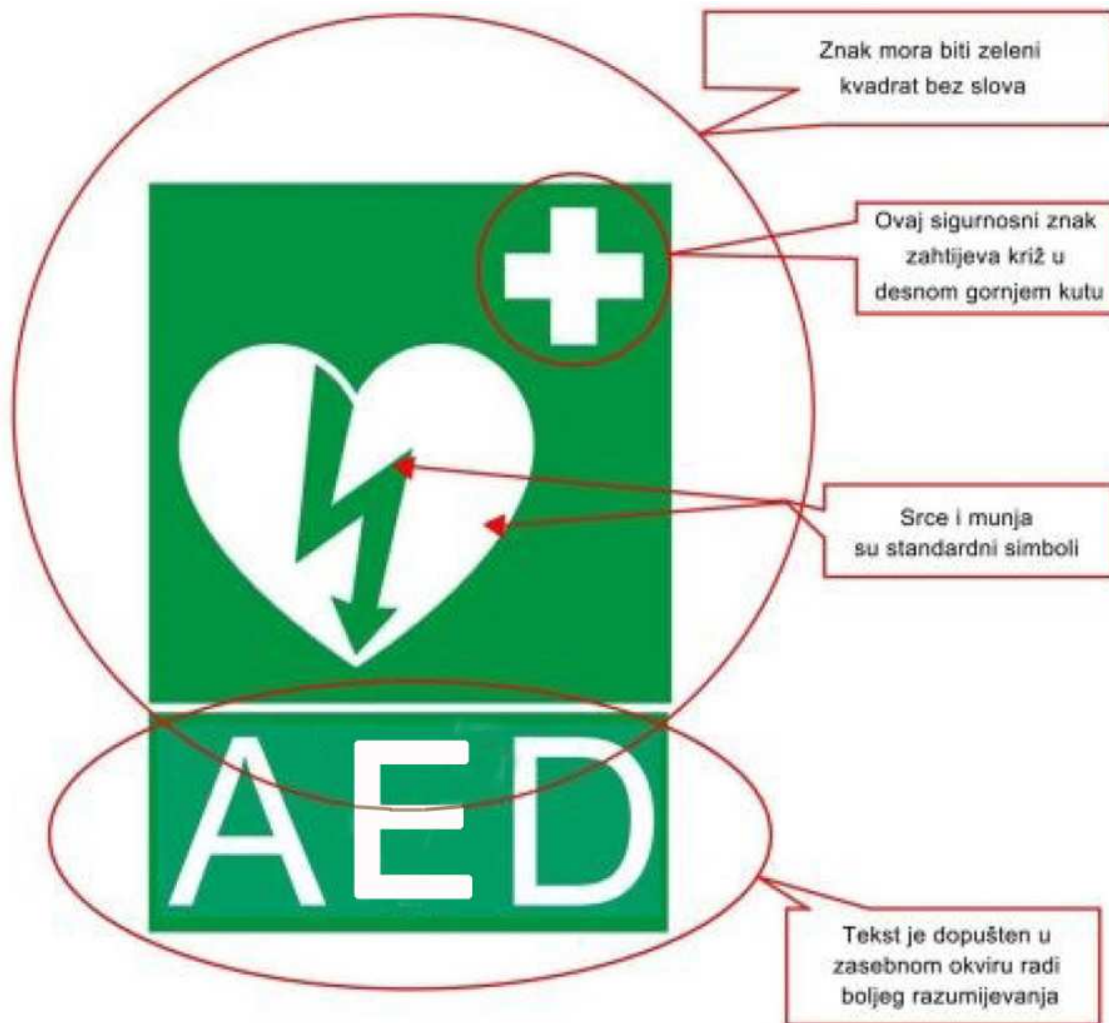 Znak mora biti zeleni
kvadrat bez slova
Ovaj sigurnosni znak
zahtijeva križ u
desnom gornjem kutu
Srce i munja
su standardni simboli
AED
Tekst je dopušten u
zasebnom okviru radi
boljeg razumijevanja